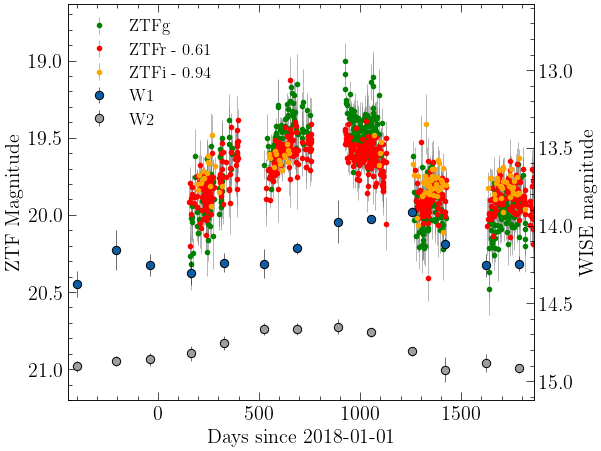 ZTFg
ZTFr - 0.61
ZTFi - 0.94
W1
W2
19.0
19.5
20.0
20.5
21.0
ZTF Magnitude
13.0
13.5
14.0
14.5
15.0
WISE magnitude
0
500
1000
1500
Days since 2018-01-01